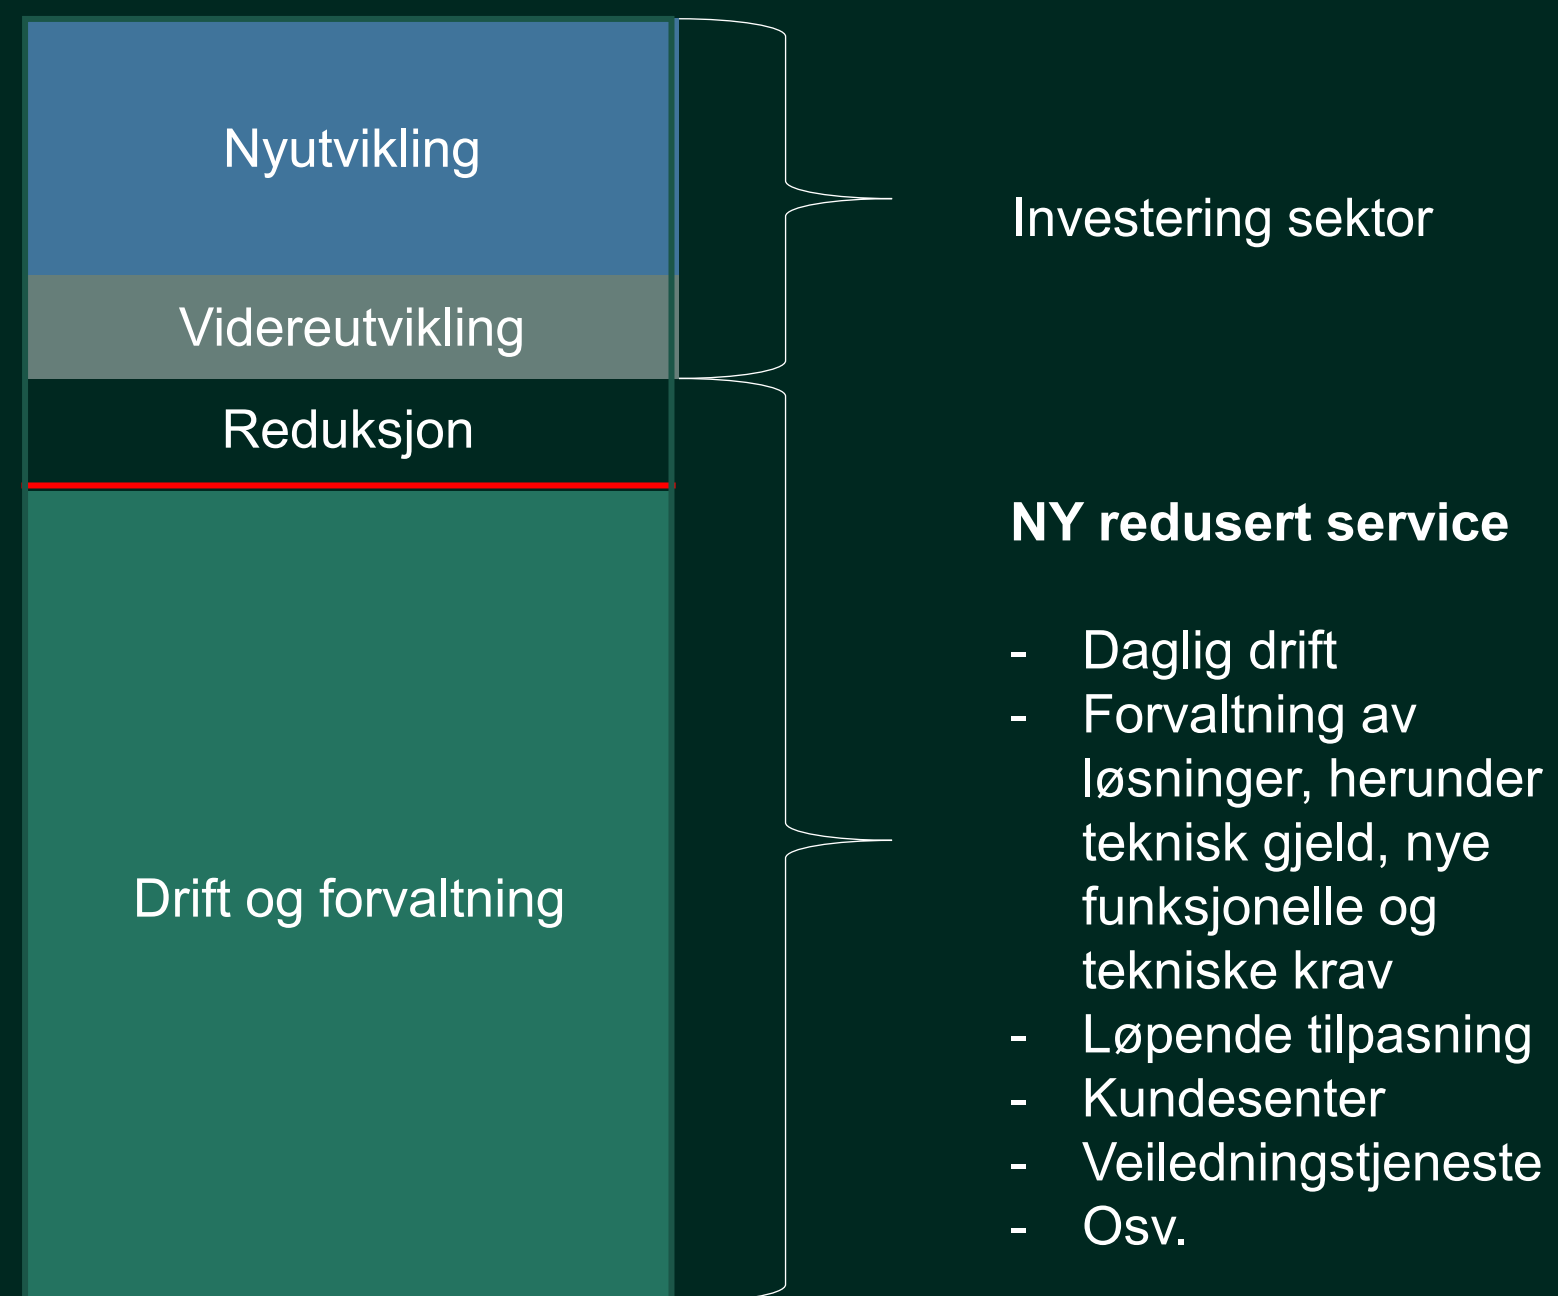 Nyutvikling
Investering sektor
Videreutvikling
Reduksjon
NY redusert service
- Daglig drift
- Forvaltning av
løsninger, herunder
teknisk gjeld, nye
funksjonelle og
tekniske krav
Drift og forvaltning
- Løpende tilpasning
- Kundesenter
- Veiledningstjeneste
- Osv.